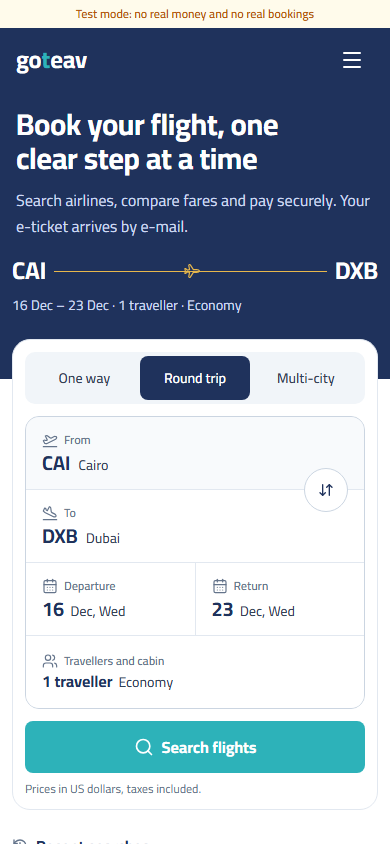 Test mode: no real money and no real bookings
goteav
Book your flight, one
clear step at a time
Search airlines, compare fares and pay securely. Your
e-ticket arrives by e-mail.
CAI DXB
16 Dec – 23 Dec · 1 traveller · Economy
One way Round trip Multi-city
From
CAI Cairo
To
DXB Dubai
Departure Return
16 Dec, Wed 23 Dec, Wed
Travellers and cabin
1 traveller Economy
Search flights
Prices in US dollars, taxes included.